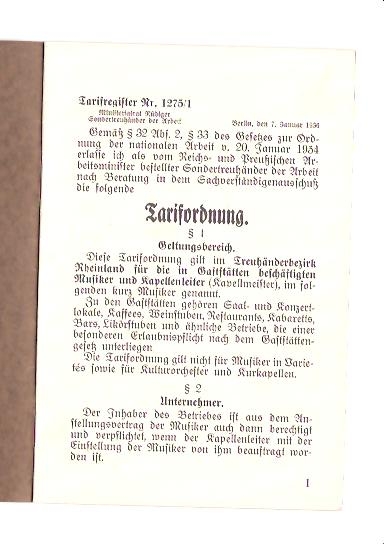 Tarifregister Nr. 1275/1
Ministerialrat Rüdiger
Sondertreuhänder der Arbeit
Berlin, den 7. Januar 1936
Gemäß § 32 Abs. 2, § 33 des Gesetzes zur Ord-
nung der nationalen Arbeit v. 20. Januar 1934
erlasse ich als vom Reichs- und Preußischen Ar-
beitsminister bestellter Sondertreuhänder der Arbeit
nach Beratung in dem Sachverständigenausschuß
die folgende
Tarifordnung.
§ 1
Geltungsbereich.
Diese Tarifordnung gilt im Treuhänderbezirk
Rheinland für die in Gaststätten beschäftigten
Musiker und Kapellenleiter (Kapellmeister), im fol-
genden kurz Musiker genannt.
Zu den Gaststätten gehören Saal- und Konzert-
lokale, Kaffees, Weinstuben, Restaurants, Kabaretts,
Bars, Likörstuben und ähnliche Betriebe, die einer
besonderen Erlaubnispflicht nach dem Gaststätten-
gesetz unterliegen
Die Tarifordnung gilt nicht für Musiker in Varie-
tés sowie für Kulturorchester und Kurkapellen.
§ 2
Unternehmer.
Der Inhaber des Betriebes ist aus dem An-
stellungsvertrag der Musiker auch dann berechtigt
und verpflichtet, wenn der Kapellenleiter mit der
Einstellung der Musiker von ihm beauftragt wor-
den ist.
1